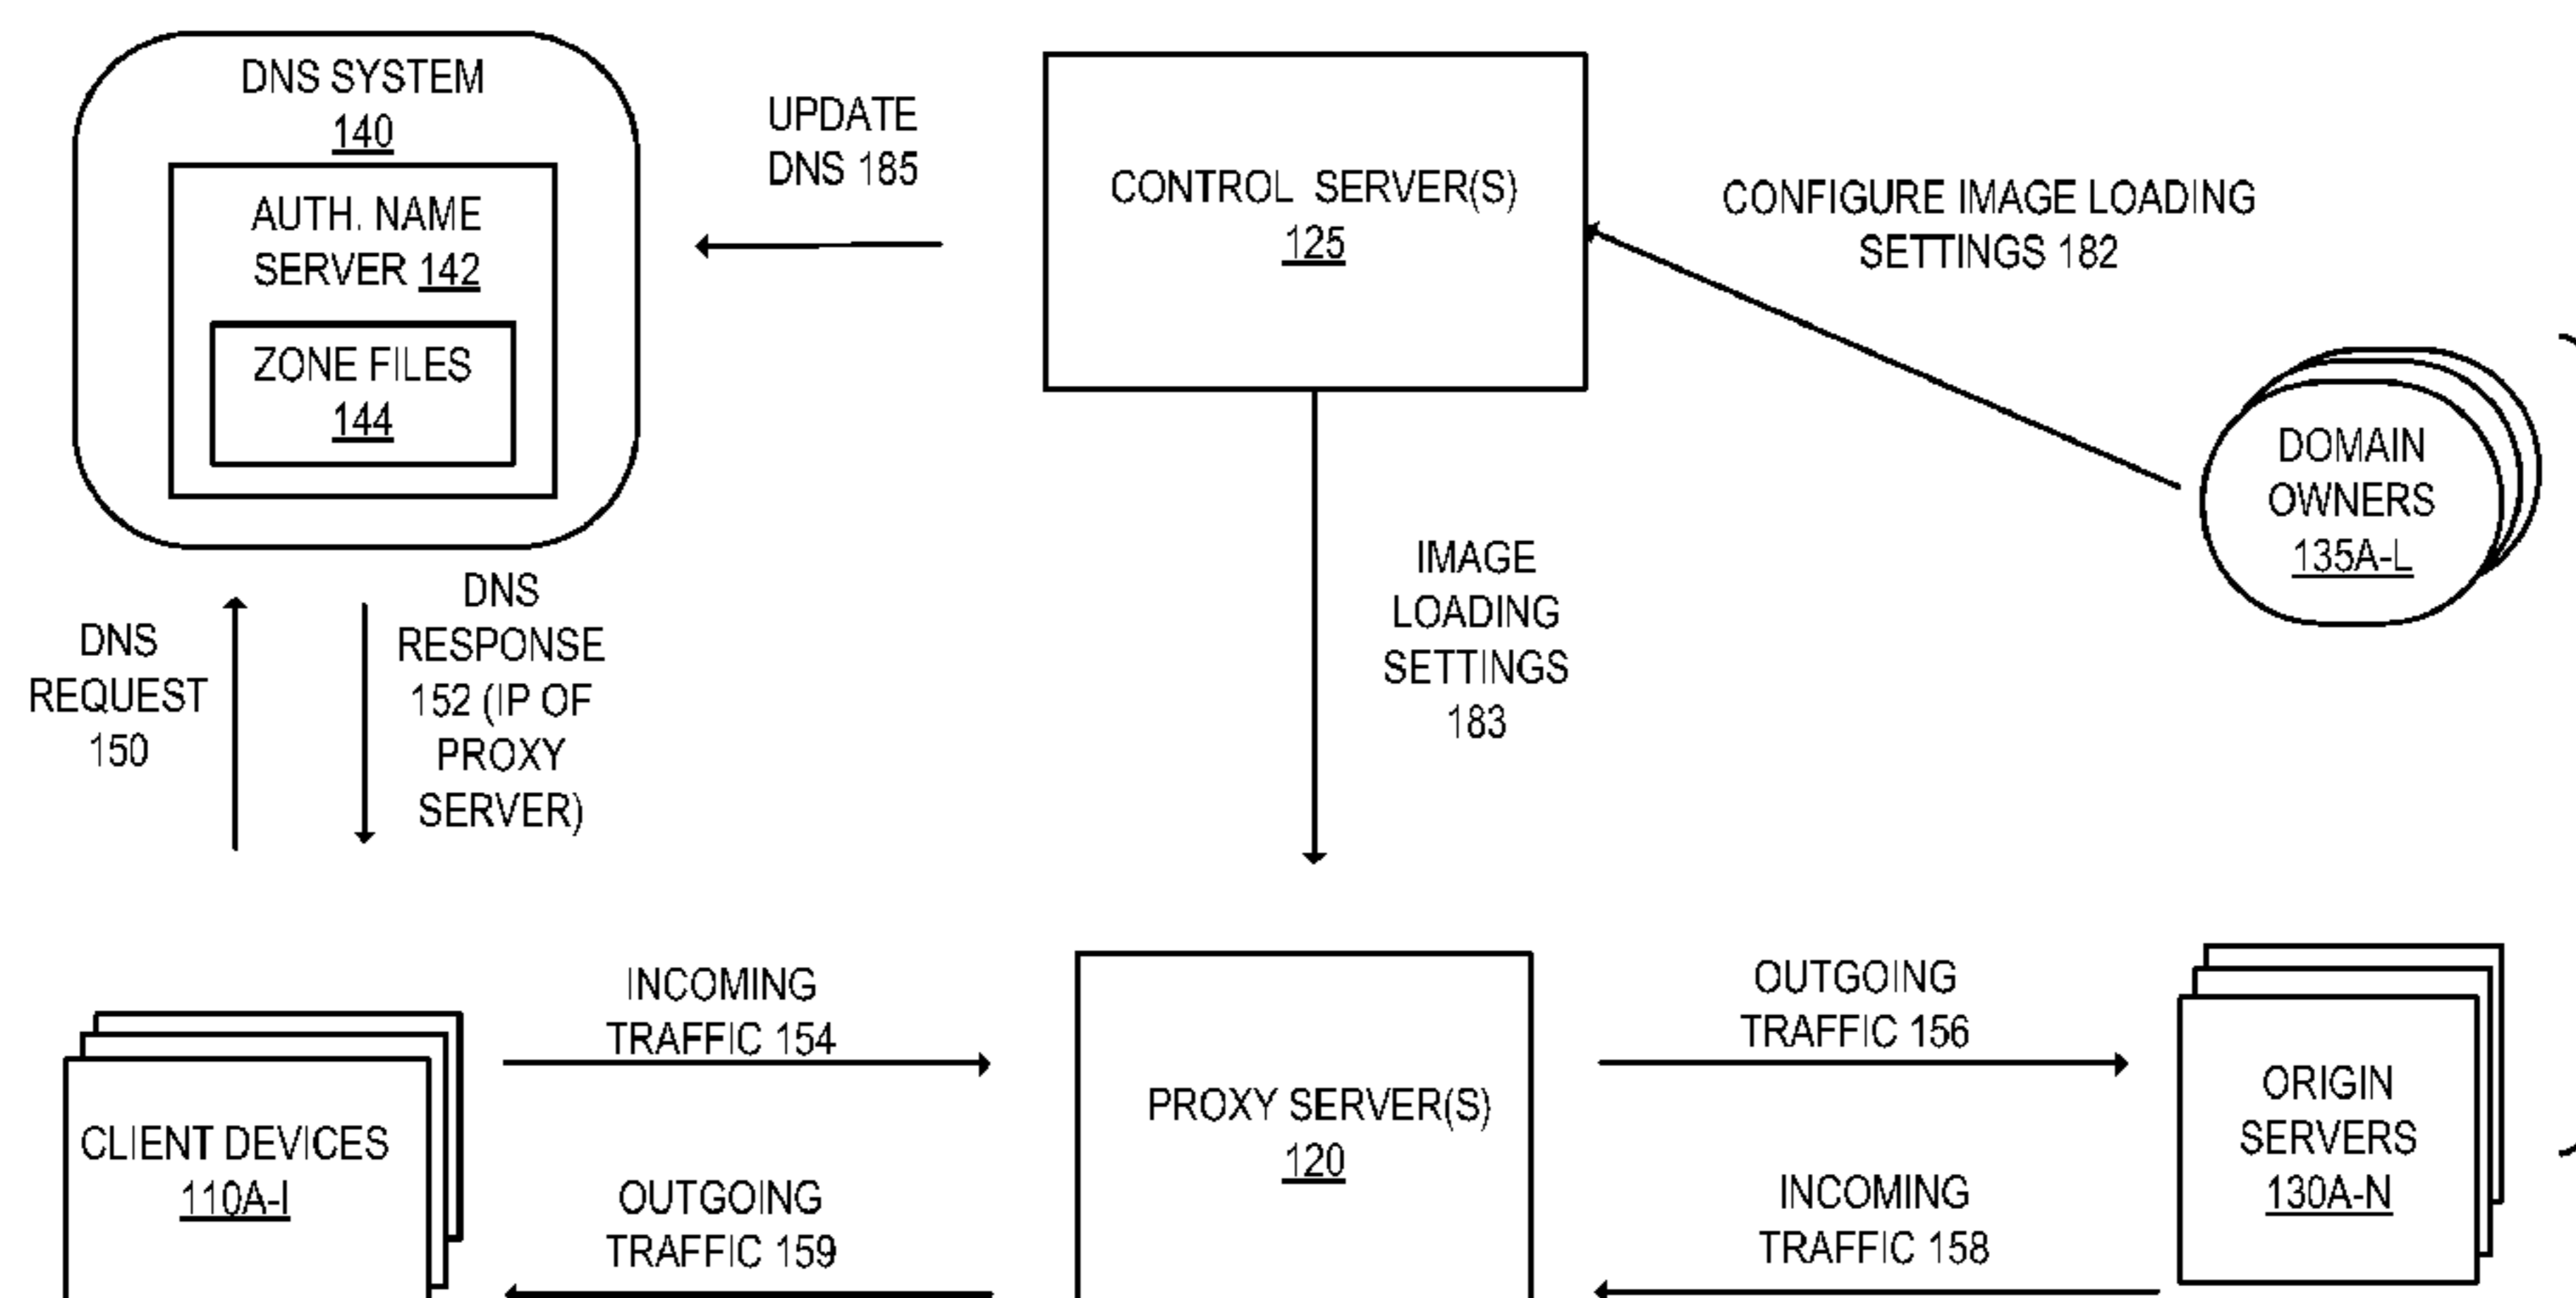 DNS SYSTEM
140
AUTH. NAME
SERVER 142
ZONE FILES
144
UPDATE
DNS 185
CONTROL SERVER(S)
125
CONFIGURE IMAGE LOADING
SETTINGS 182
DOMAIN
OWNERS
135A-L
DNS
REQUEST
150
DNS
RESPONSE
152 (IP OF
PROXY
SERVER)
IMAGE
LOADING
SETTINGS
183
CLIENT DEVICES
110A-I
INCOMING
TRAFFIC 154
OUTGOING
TRAFFIC 159
PROXY SERVER(S)
120
OUTGOING
TRAFFIC 156
INCOMING
TRAFFIC 158
ORIGIN
SERVERS
130A-N